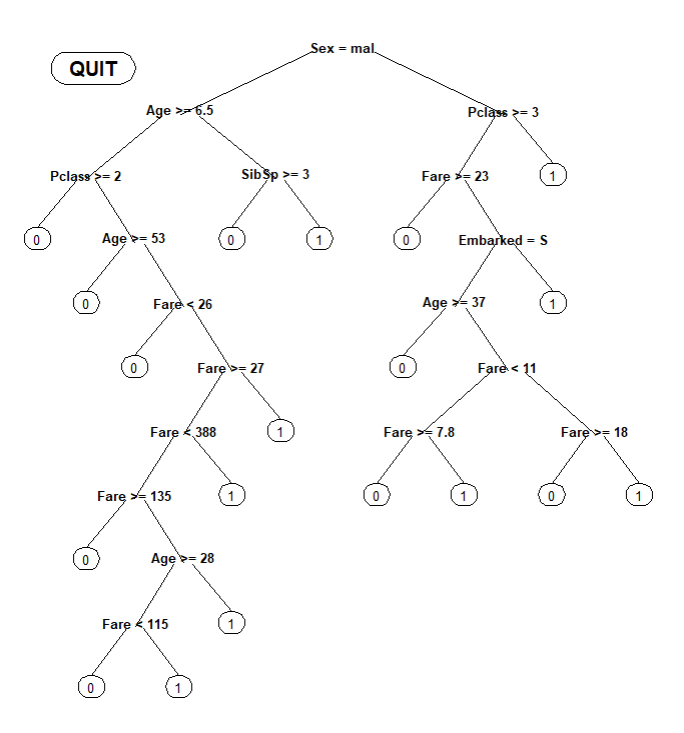 Sex = mal
QUIT
Age >= 6.5
Pclass >= 3
Pclass >= 2
SibSp >= 3
Fare >= 23
1
0
Age >= 53
0
1
0
Embarked = S
0
Fare < 26
Age >= 37
1
0
Fare >= 27
0
Fare < 11
Fare < 388
1
Fare >= 7.8
Fare >= 18
Fare >= 135
1
0
1
0
1
0
Age >= 28
Fare < 115
1
0
1